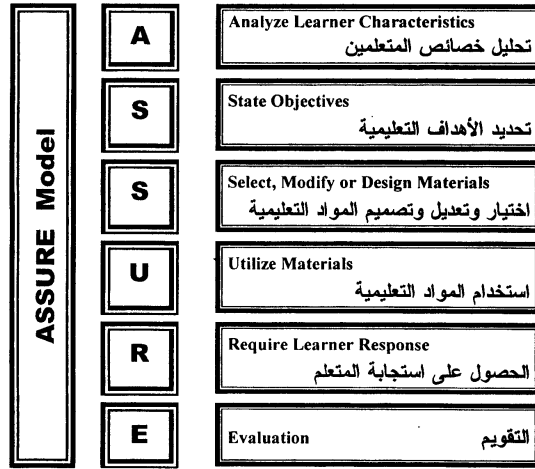 ASSURE Model
A
Analyze Learner Characteristics
تحليل خصائص المتعلمين
S
State Objectives
تحديد الأهداف التعليمية
S
Select, Modify or Design Materials
اختيار وتعديل وتصميم المواد التعليمية
U
Utilize Materials
استخدام المواد التعليمية
R
Require Learner Response
الحصول على استجابة المتعلم
E
Evaluation التقويم